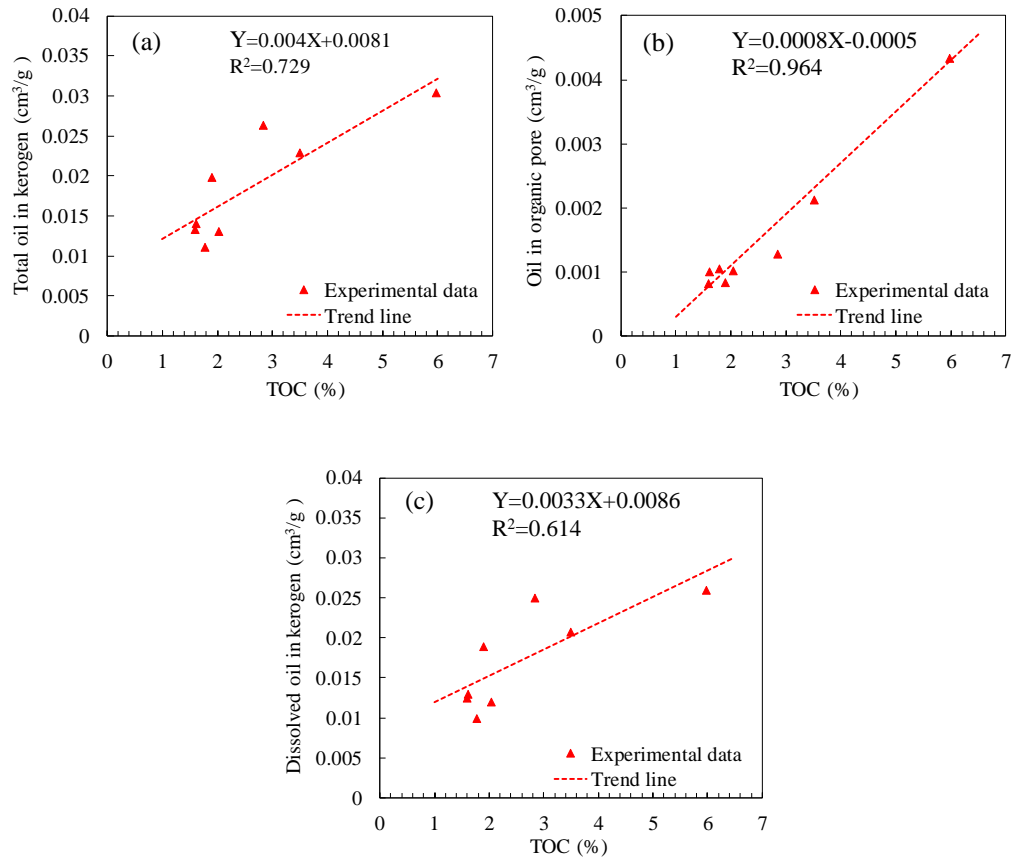 (a)
Y=0.004X+0.0081
R²=0.729
Total oil in kerogen (cm³/g )
0.04
0.035
0.03
0.025
0.02
0.015
0.01
0.005
0
Experimental data
Trend line
0 1 2 3 4 5 6 7
TOC (%)
(b)
Y=0.0008X-0.0005
R²=0.964
Oil in organic pore (cm³/g )
0.005
0.004
0.003
0.002
0.001
0
Experimental data
Trend line
0 1 2 3 4 5 6 7
TOC (%)
(c)
Y=0.0033X+0.0086
R²=0.614
Dissolved oil in kerogen (cm³/g )
0.04
0.035
0.03
0.025
0.02
0.015
0.01
0.005
0
Experimental data
Trend line
0 1 2 3 4 5 6 7
TOC (%)